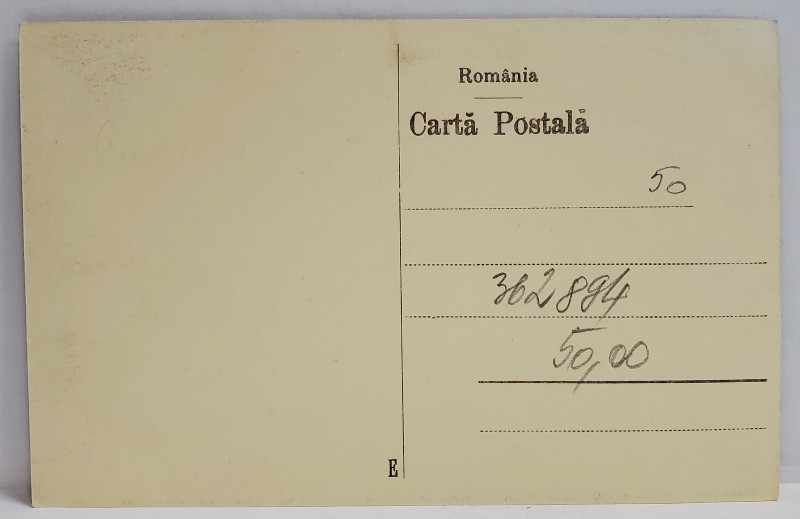 România
Cartă Postală
50
362894
50,00
E